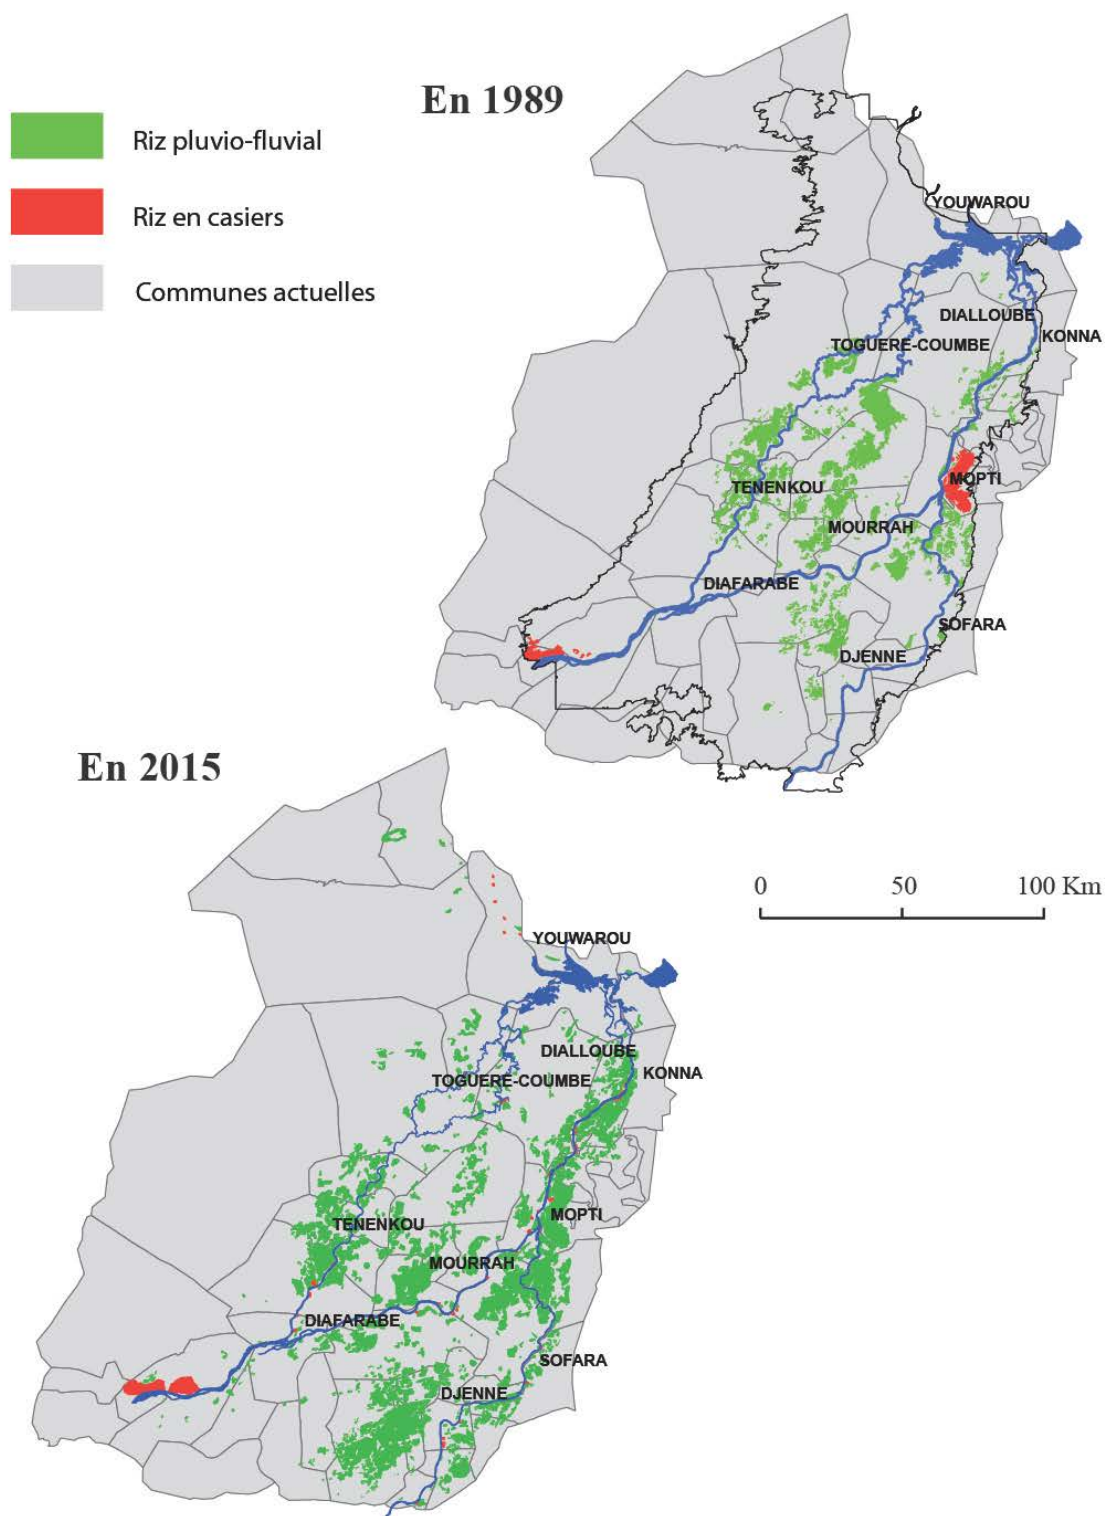 En 1989
Riz pluvio-fluvial
Riz en casiers
Communes actuelles
YOUWAROU
DIALLOUBE
KONNA
TOGUERE-COUMBE
MOPTI
TENENKOU
MOURRAH
DIAFARABE
SOFARA
DJENNE
En 2015
0 50 100 Km
YOUWAROU
DIALLOUBE
KONNA
TOGUERE-COUMBE
MOPTI
TENENKOU
MOURRAH
DIAFARABE
SOFARA
DJENNE